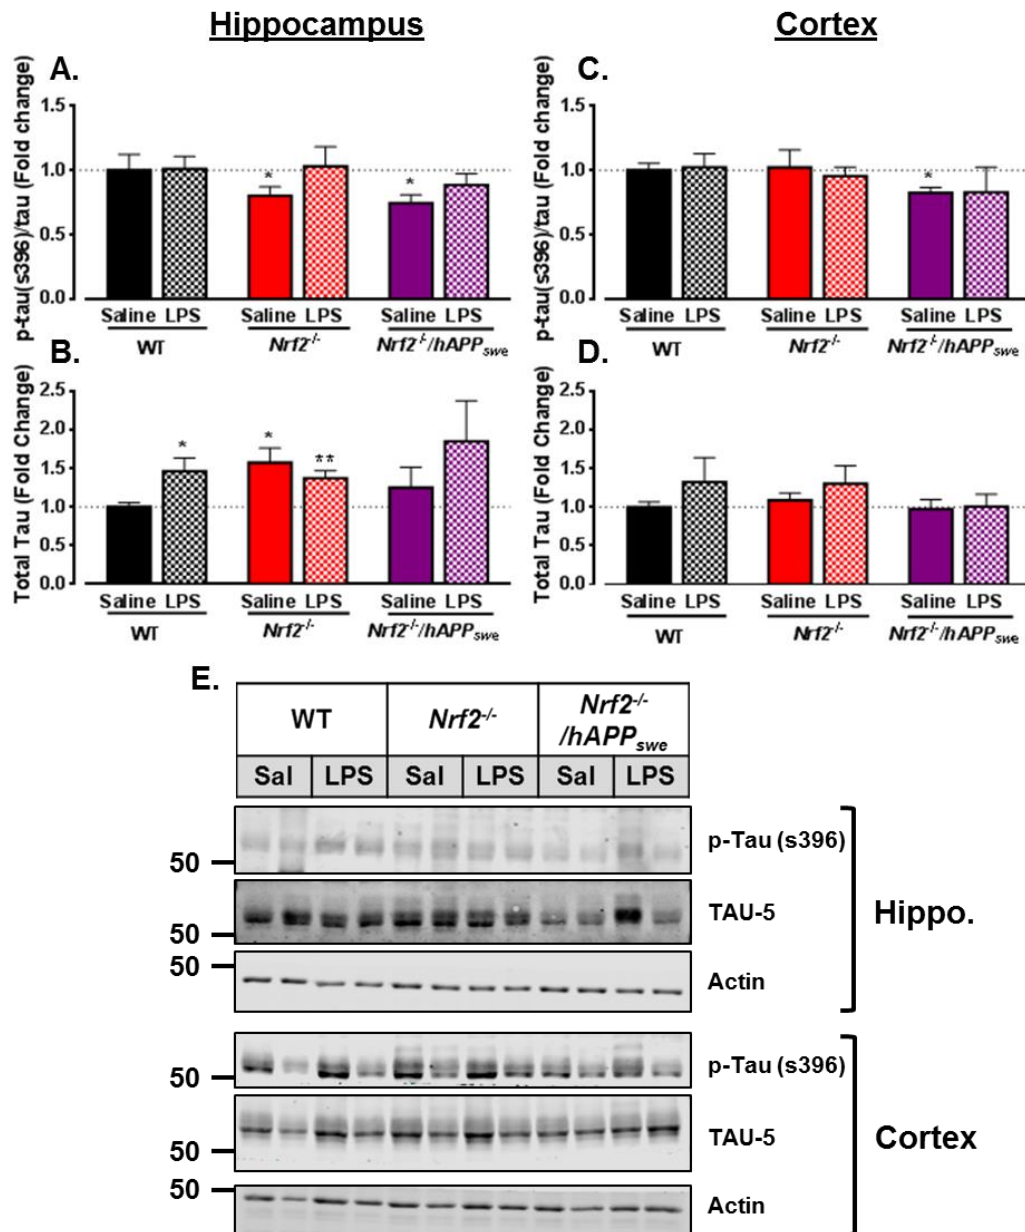 Hippocampus
Cortex
A.
p-tau(s396)/tau (Fold change)
1.5
1.0
0.5
0.0
*
*
Saline LPS
Saline LPS
Saline LPS
WT
Nrf2-/-
Nrf2-/-/hAPPswe
C.
p-tau(s396)/tau (Fold change)
1.5
1.0
0.5
0.0
*
Saline LPS
Saline LPS
Saline LPS
WT
Nrf2-/-
Nrf2-/-/hAPPswe
B.
Total Tau (Fold Change)
2.5
2.0
1.5
1.0
0.5
0.0
*
*
**
Saline LPS
Saline LPS
Saline LPS
WT
Nrf2-/-
Nrf2-/-/hAPPswe
D.
Total Tau (Fold Change)
2.5
2.0
1.5
1.0
0.5
0.0
Saline LPS
Saline LPS
Saline LPS
WT
Nrf2-/-
Nrf2-/-/hAPPswe
E.
WT
Nrf2-/-
Nrf2-/-
/hAPPswe
Sal LPS Sal LPS Sal LPS
50
p-Tau (s396)
50
TAU-5
50
Actin
Hippo.
50
p-Tau (s396)
50
TAU-5
50
Actin
Cortex